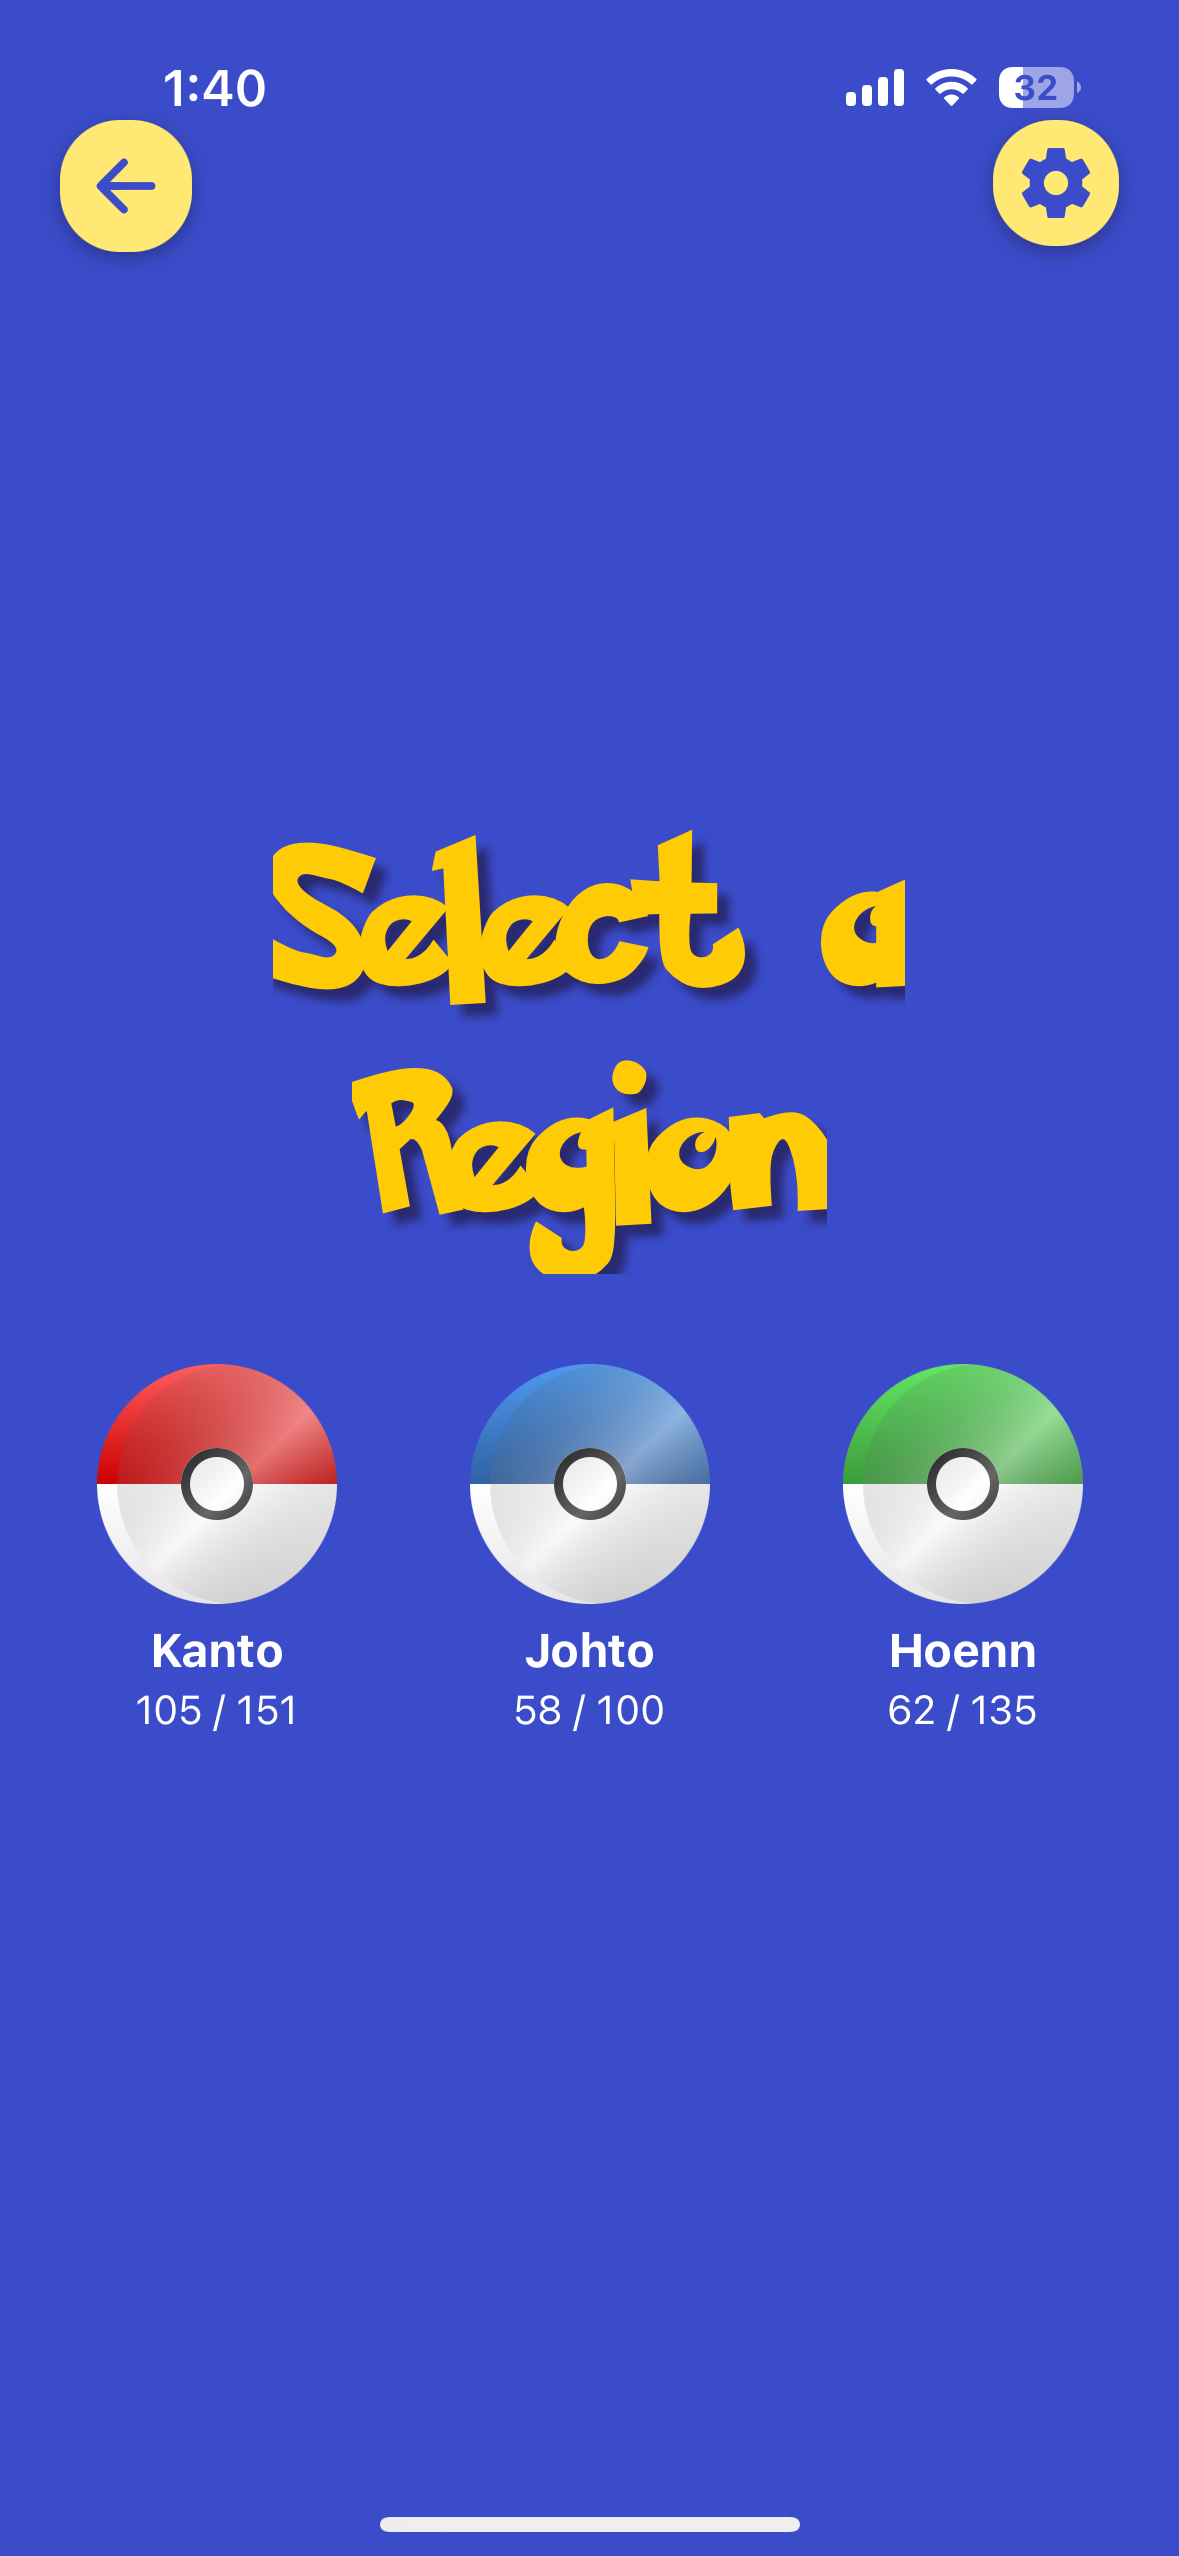 1:40
32
Select a
Region
Kanto
Johto
Hoenn
105 / 151
58 / 100
62 / 135